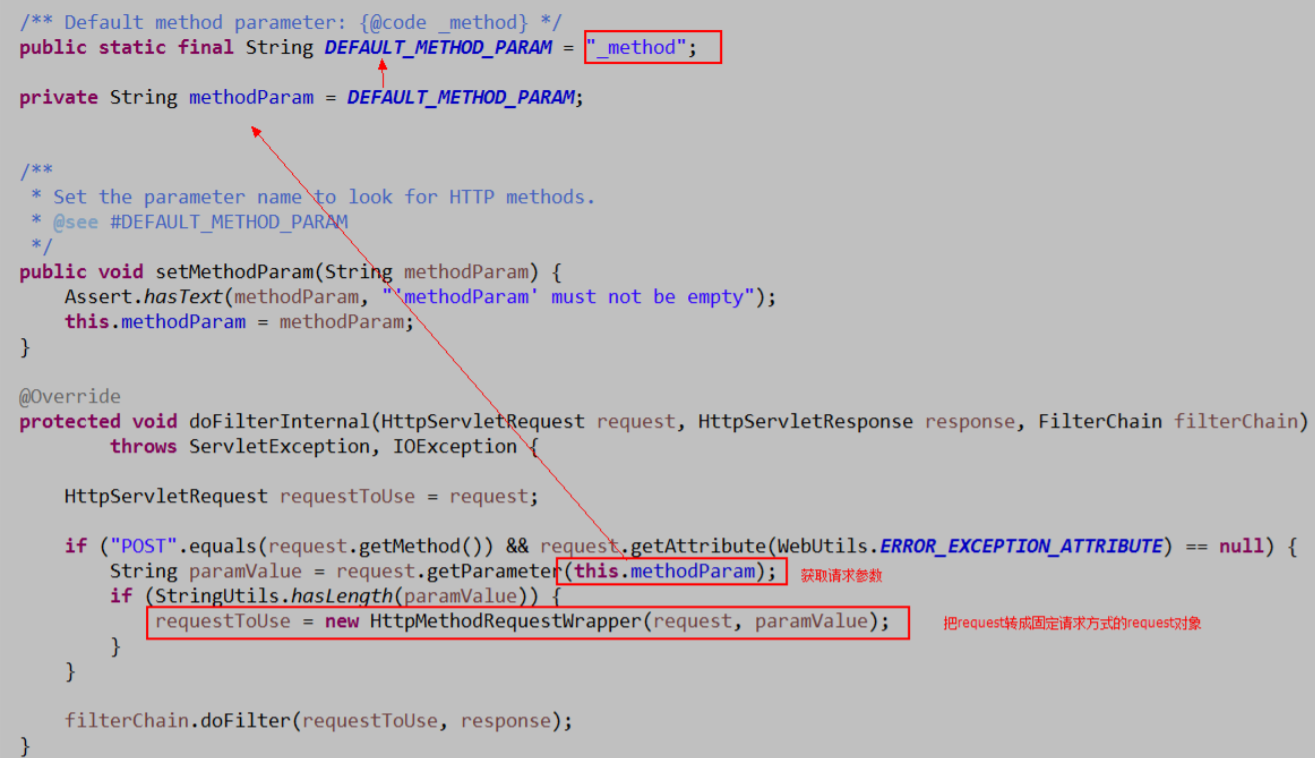 /** Default method parameter: {@code _method} */
public static final String DEFAULT_METHOD_PARAM = "_method";
private String methodParam = DEFAULT_METHOD_PARAM;
/**
 * Set the parameter name to look for HTTP methods.
 * @see #DEFAULT_METHOD_PARAM
 */
public void setMethodParam(String methodParam) {
    Assert.hasText(methodParam, "'methodParam' must not be empty");
    this.methodParam = methodParam;
}
@Override
protected void doFilterInternal(HttpServletRequest request, HttpServletResponse response, FilterChain filterChain)
        throws ServletException, IOException {
    HttpServletRequest requestToUse = request;
    if ("POST".equals(request.getMethod()) && request.getAttribute(WebUtils.ERROR_EXCEPTION_ATTRIBUTE) == null) {
        String paramValue = request.getParameter(this.methodParam); 获取请求参数
        if (StringUtils.hasLength(paramValue)) {
            requestToUse = new HttpMethodRequestWrapper(request, paramValue); 把request转成固定请求方式的request对象
        }
    }
    filterChain.doFilter(requestToUse, response);
}